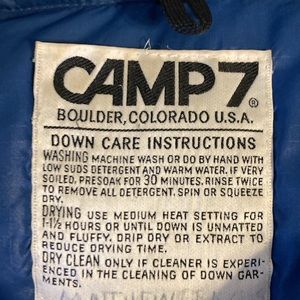 CAMP 7®
BOULDER, COLORADO U.S.A.
DOWN CARE INSTRUCTIONS
WASHING MACHINE WASH OR DO BY HAND WITH
LOW SUDS DETERGENT AND WARM WATER. IF VERY
SOILED, PRESOAK FOR 30 MINUTES. RINSE TWICE
TO REMOVE ALL DETERGENT. SPIN OR SQUEEZE
DRY.
DRYING USE MEDIUM HEAT SETTING FOR
1-1½ HOURS OR UNTIL DOWN IS UNMATTED
AND FLUFFY. DRIP DRY OR EXTRACT TO
REDUCE DRYING TIME.
DRY CLEAN ONLY IF CLEANER IS EXPERI-
ENCED IN THE CLEANING OF DOWN GAR-
MENTS.